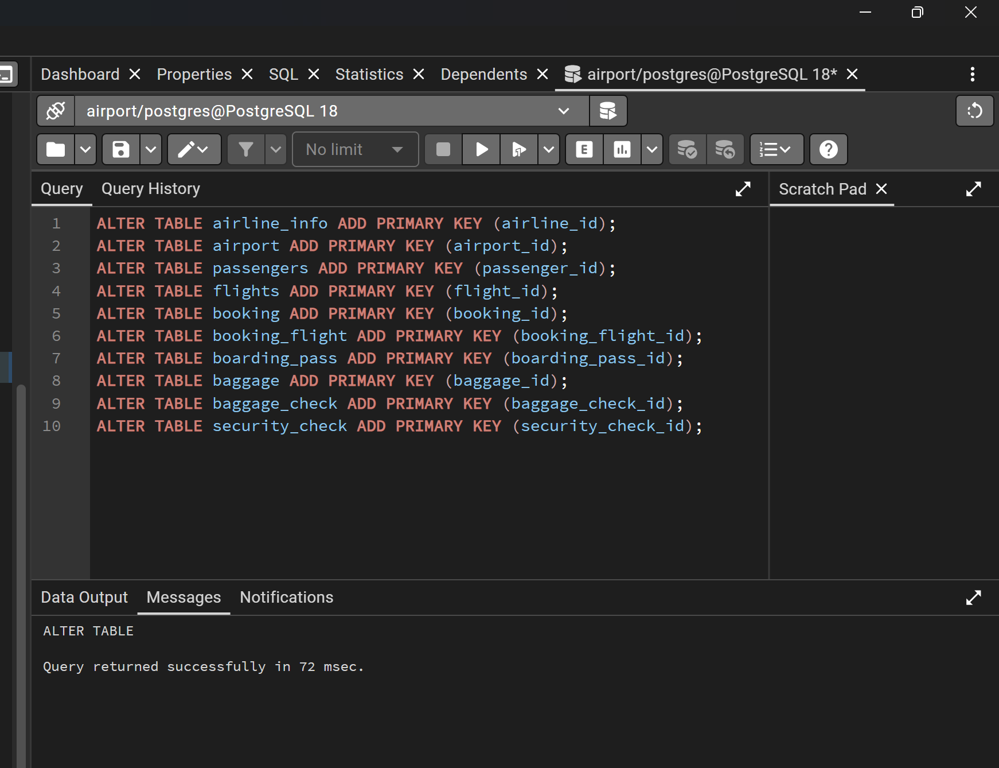 Dashboard Properties SQL Statistics Dependents airport/postgres@PostgreSQL 18*
airport/postgres@PostgreSQL 18
No limit
Query Query History Scratch Pad
1 ALTER TABLE airline_info ADD PRIMARY KEY (airline_id);
2 ALTER TABLE airport ADD PRIMARY KEY (airport_id);
3 ALTER TABLE passengers ADD PRIMARY KEY (passenger_id);
4 ALTER TABLE flights ADD PRIMARY KEY (flight_id);
5 ALTER TABLE booking ADD PRIMARY KEY (booking_id);
6 ALTER TABLE booking_flight ADD PRIMARY KEY (booking_flight_id);
7 ALTER TABLE boarding_pass ADD PRIMARY KEY (boarding_pass_id);
8 ALTER TABLE baggage ADD PRIMARY KEY (baggage_id);
9 ALTER TABLE baggage_check ADD PRIMARY KEY (baggage_check_id);
10 ALTER TABLE security_check ADD PRIMARY KEY (security_check_id);
Data Output Messages Notifications
ALTER TABLE
Query returned successfully in 72 msec.